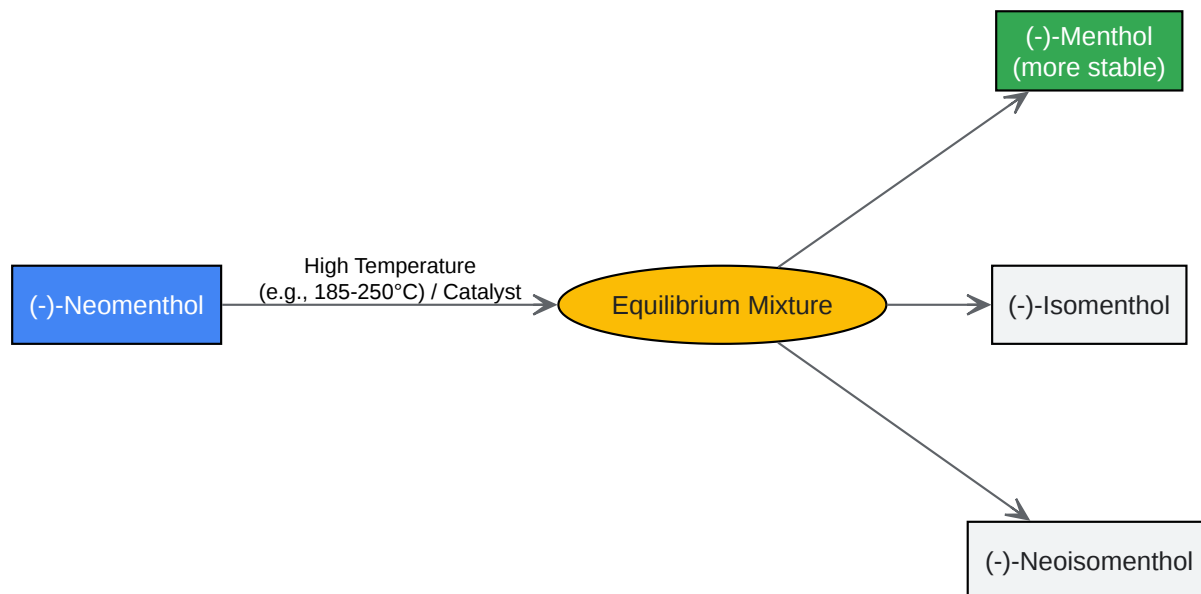 (-)-Menthol
(more stable)
High Temperature
(e.g., 185-250°C) / Catalyst
(-)-Neomenthol
Equilibrium Mixture
(-)-Isomenthol
(-)-Neoisomenthol